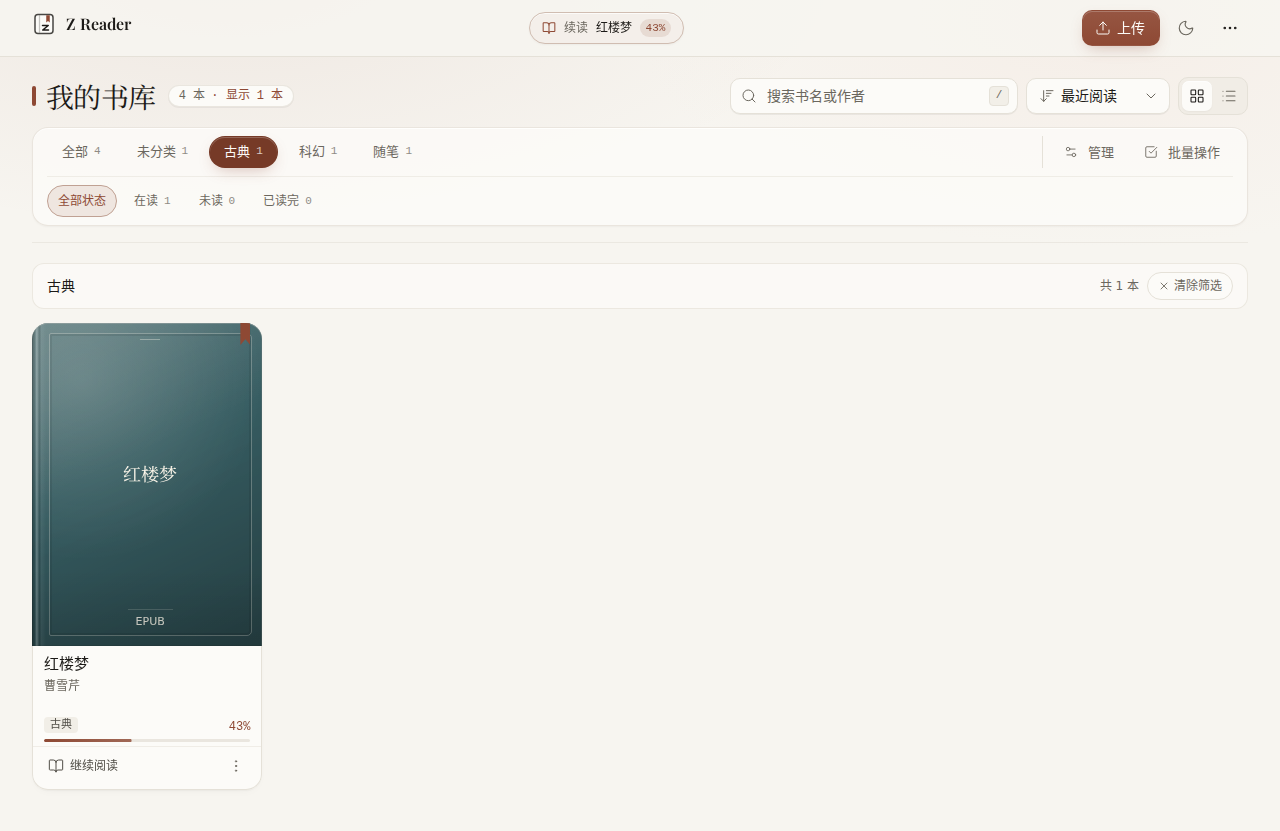 Z Reader
续读 红楼梦 43%
上传
我的书库
4 本 · 显示 1 本
搜索书名或作者 /
最近阅读
全部 4 未分类 1 古典 1 科幻 1 随笔 1
管理 批量操作
全部状态 在读 1 未读 0 已读完 0
古典
共 1 本 清除筛选
红楼梦
EPUB
红楼梦
曹雪芹
古典 43%
继续阅读